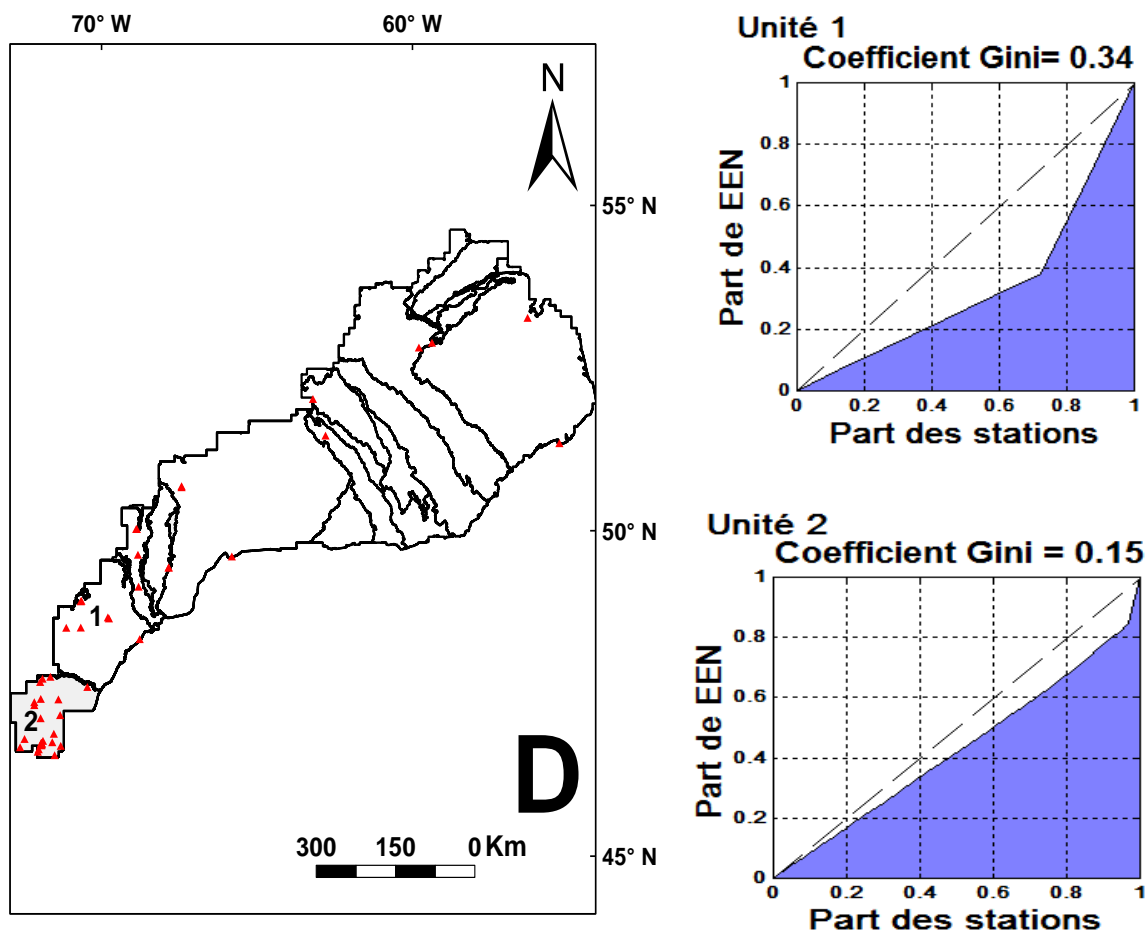 70° W
60° W
N
55° N
50° N
45° N
1
2
D
300
150
0 Km
Unité 1
Coefficient Gini= 0.34
Part de EEN
1
0.8
0.6
0.4
0.2
0
0
0.2
0.4
0.6
0.8
1
Part des stations
Unité 2
Coefficient Gini = 0.15
Part de EEN
1
0.8
0.6
0.4
0.2
0
0
0.2
0.4
0.6
0.8
1
Part des stations